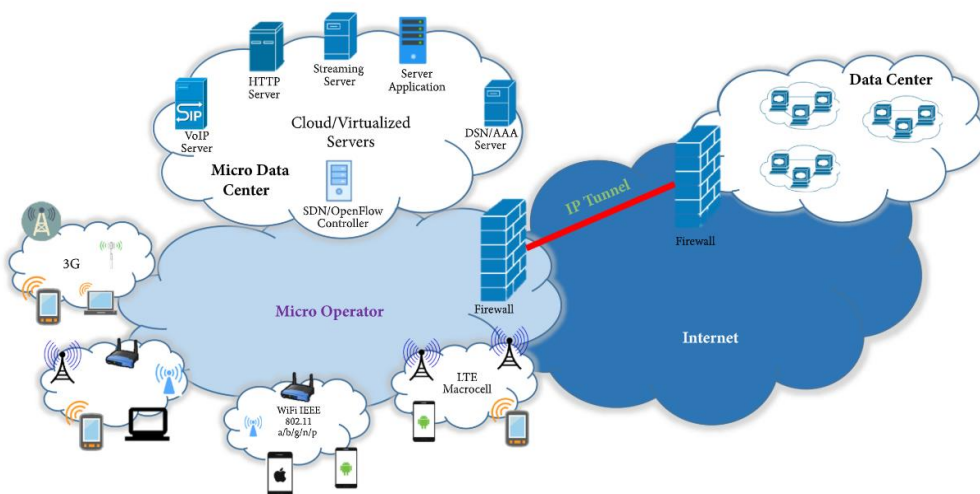 HTTP
Server
Streaming
Server
Server
Application
SIP
VoIP
Server
Cloud/Virtualized
Servers
DSN/AAA
Server
Micro Data
Center
SDN/OpenFlow
Controller
Data Center
IP Tunnel
Firewall
Firewall
3G
Micro Operator
Internet
LTE
Macrocell
WiFi IEEE
802.11
a/b/g/n/p